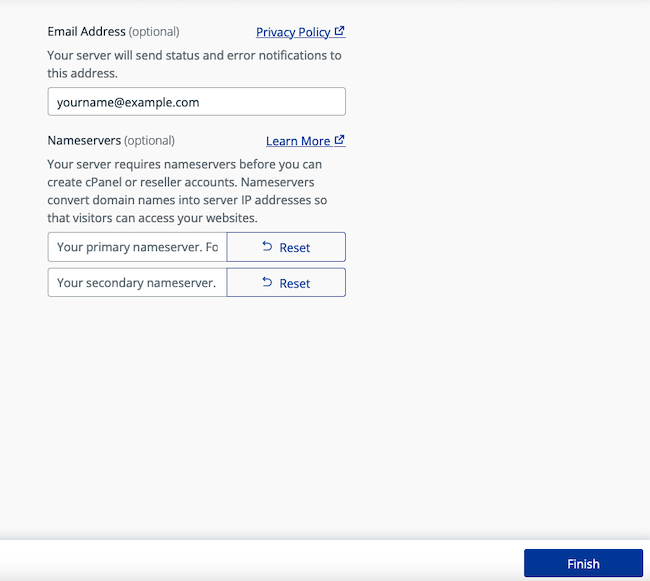 Email Address (optional) Privacy Policy
Your server will send status and error notifications to
this address.
yourname@example.com
Nameservers (optional) Learn More
Your server requires nameservers before you can
create cPanel or reseller accounts. Nameservers
convert domain names into server IP addresses so
that visitors can access your websites.
Your primary nameserver. Fo Reset
Your secondary nameserver. Reset
Finish